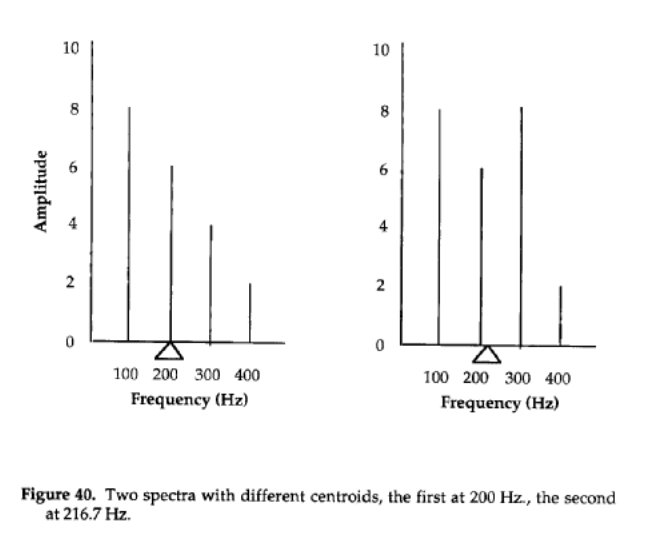 10
8
6
4
2
0
Amplitude
100 200 300 400
Frequency (Hz)
10
8
6
4
2
0
100 200 300 400
Frequency (Hz)
Figure 40. Two spectra with different centroids, the first at 200 Hz., the second
at 216.7 Hz.